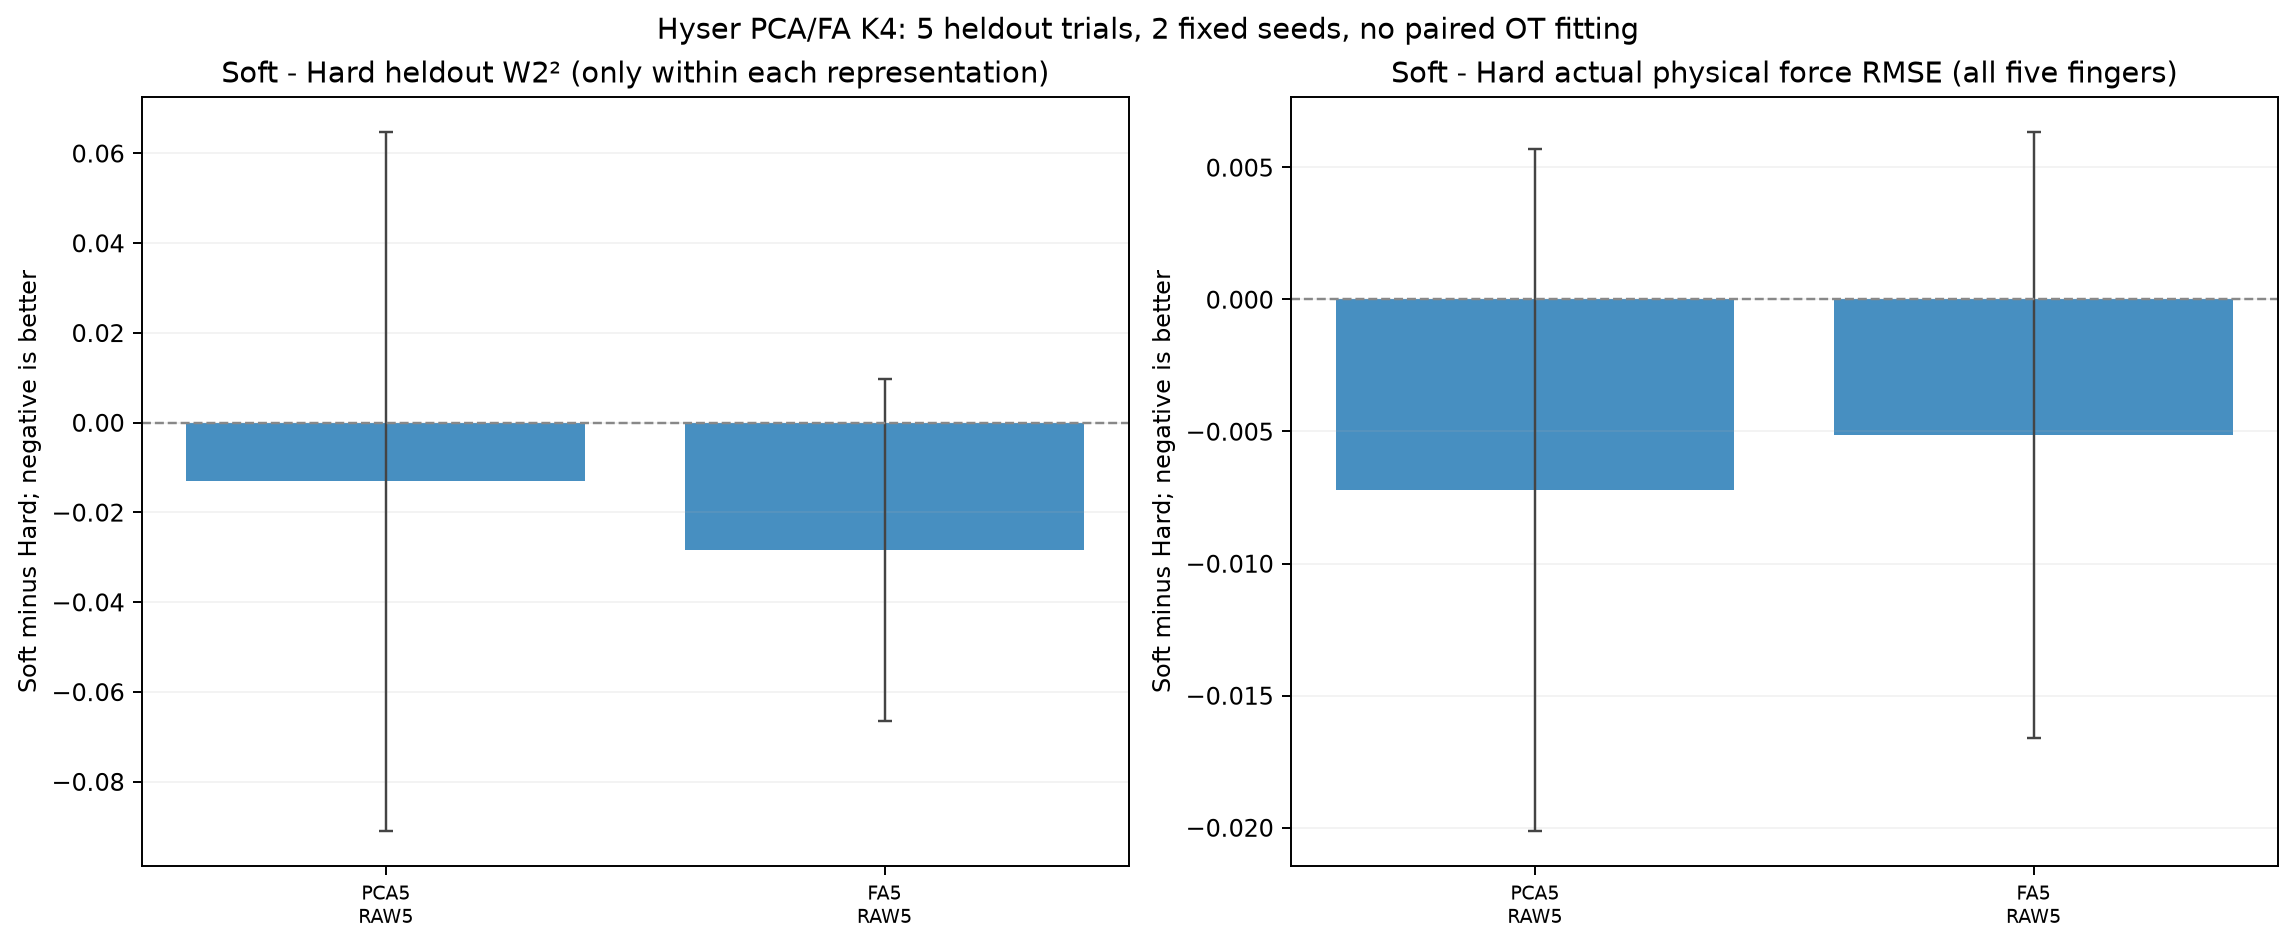 Hyser PCA/FA K4: 5 heldout trials, 2 fixed seeds, no paired OT fitting
Soft - Hard heldout W2² (only within each representation)
Soft minus Hard; negative is better
0.06
0.04
0.02
0.00
−0.02
−0.04
−0.06
−0.08
PCA5
RAW5
FA5
RAW5
Soft - Hard actual physical force RMSE (all five fingers)
Soft minus Hard; negative is better
0.005
0.000
−0.005
−0.010
−0.015
−0.020
PCA5
RAW5
FA5
RAW5